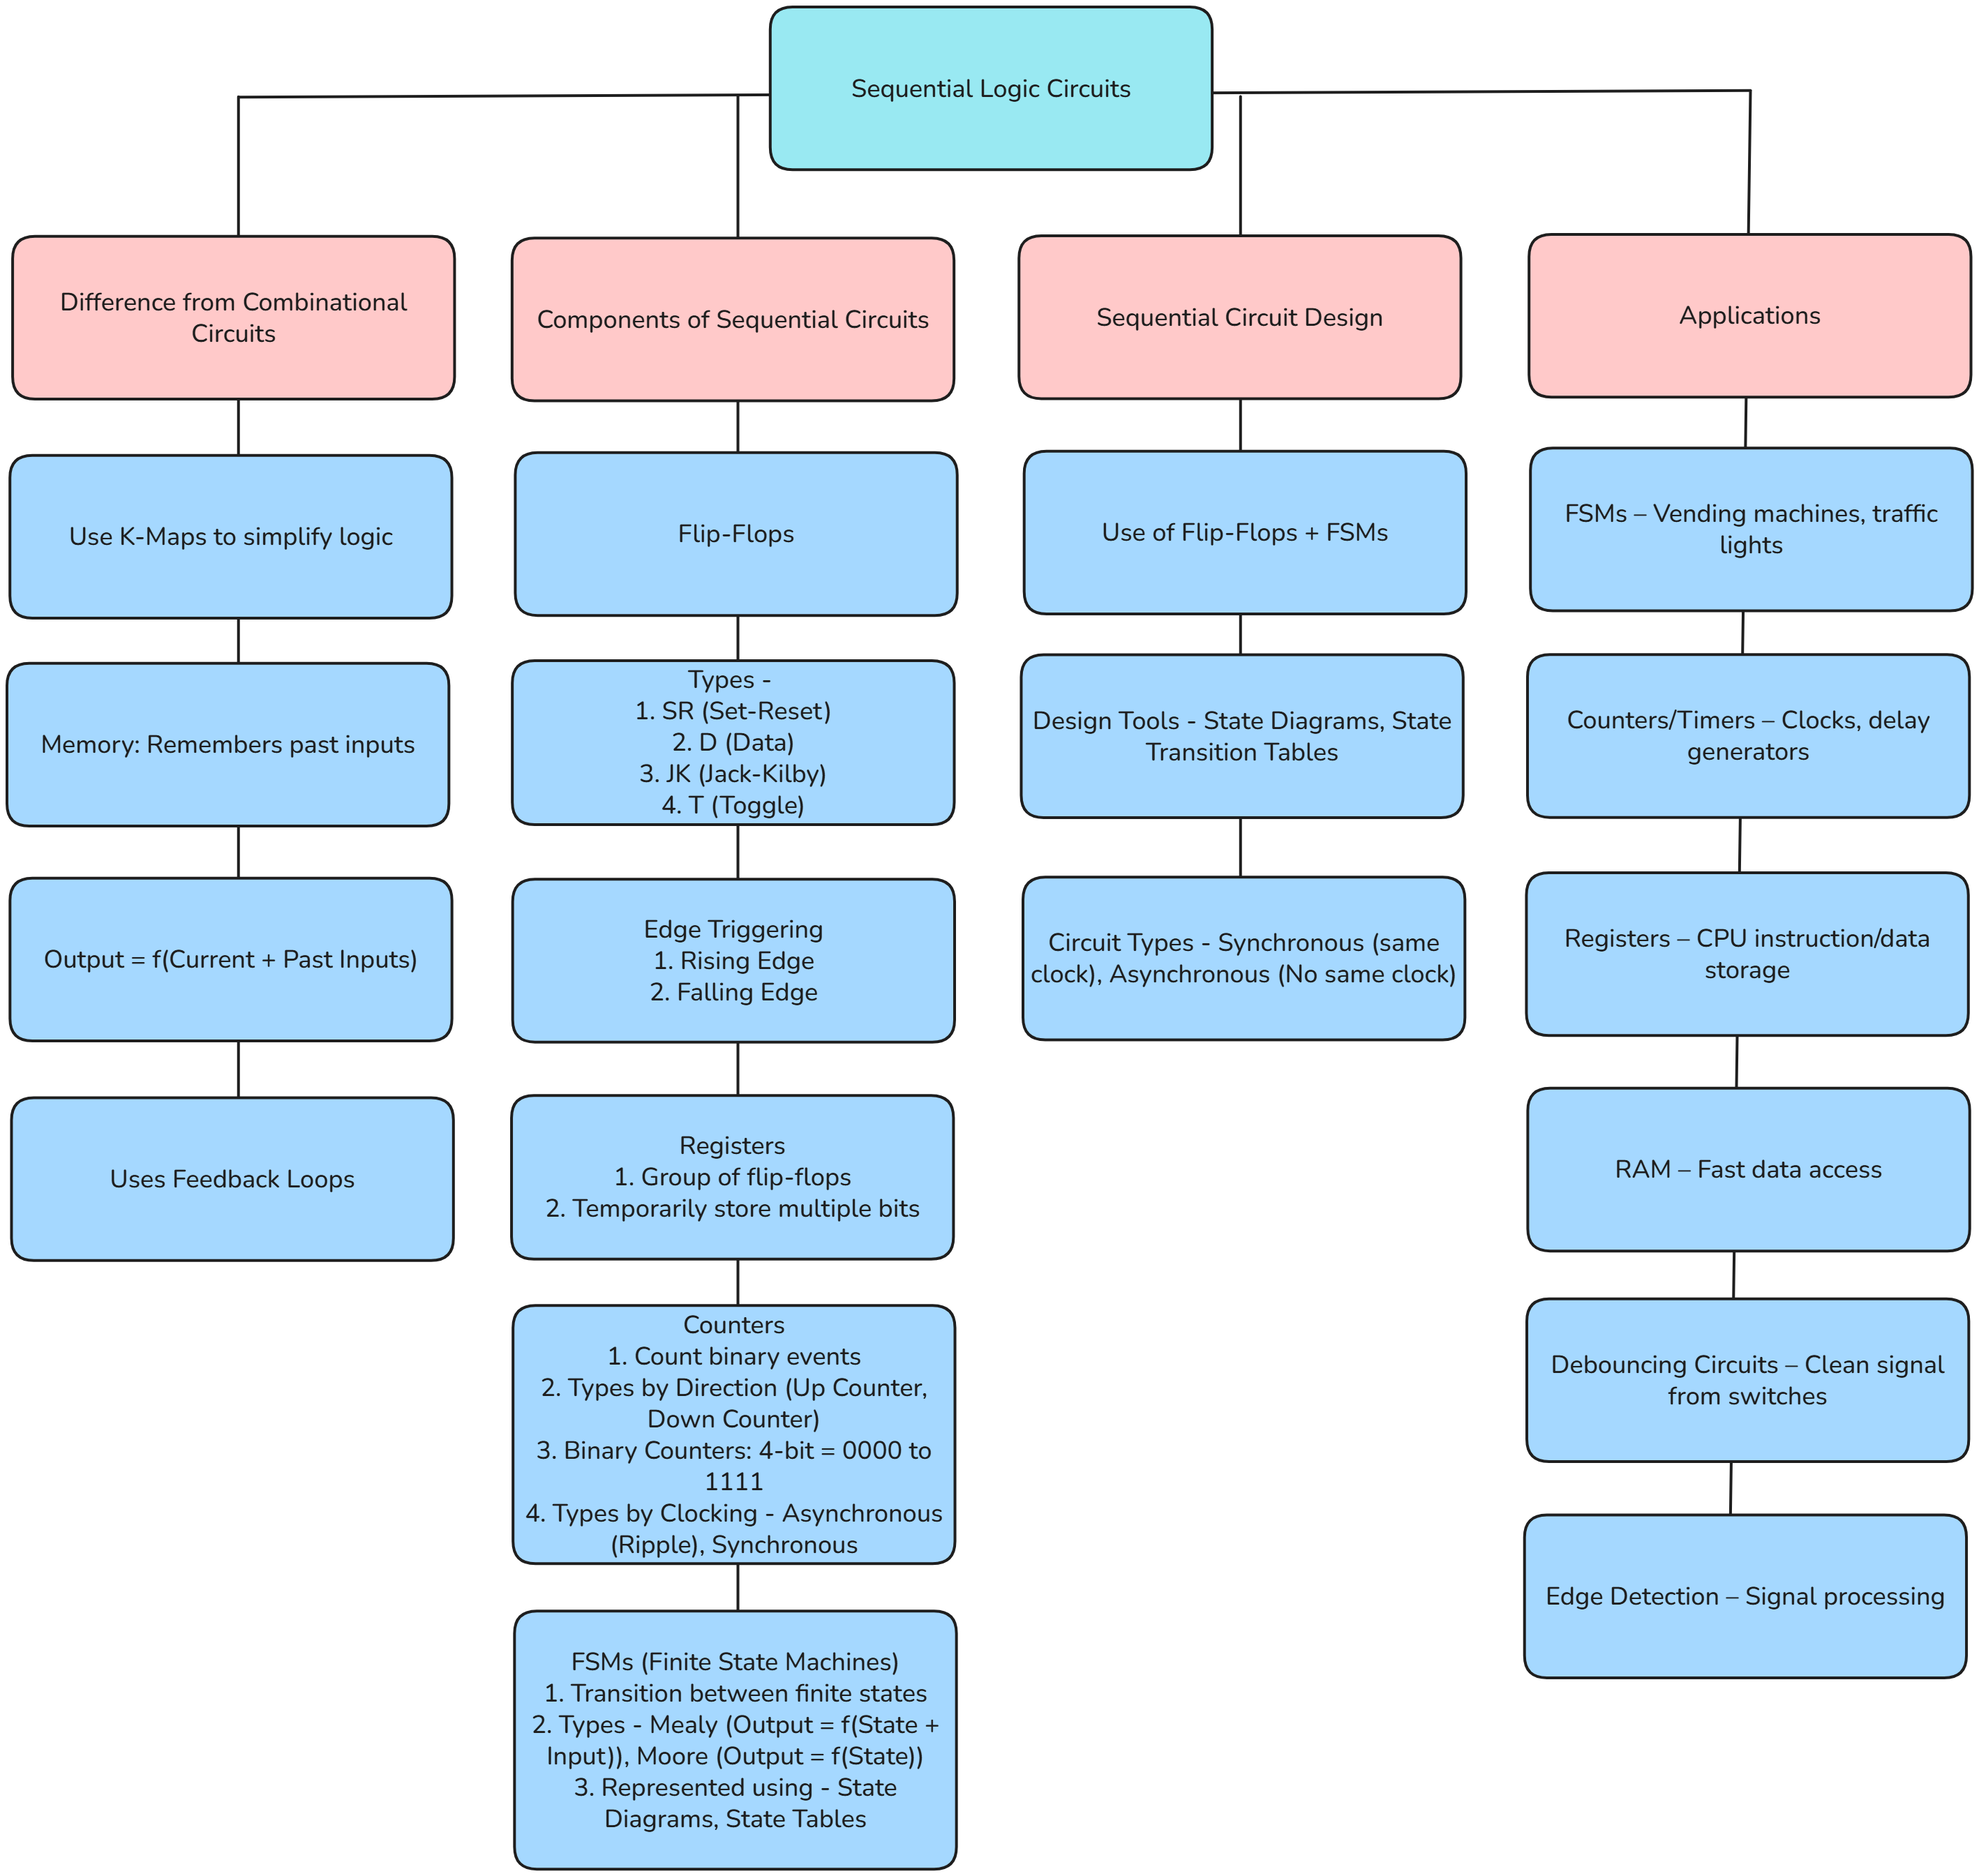 Sequential Logic Circuits
Difference from Combinational
Circuits
Use K-Maps to simplify logic
Memory: Remembers past inputs
Output = f(Current + Past Inputs)
Uses Feedback Loops
Components of Sequential Circuits
Flip-Flops
Types -
1. SR (Set-Reset)
2. D (Data)
3. JK (Jack-Kilby)
4. T (Toggle)
Edge Triggering
1. Rising Edge
2. Falling Edge
Registers
1. Group of flip-flops
2. Temporarily store multiple bits
Counters
1. Count binary events
2. Types by Direction (Up Counter,
Down Counter)
3. Binary Counters: 4-bit = 0000 to
1111
4. Types by Clocking - Asynchronous
(Ripple), Synchronous
FSMs (Finite State Machines)
1. Transition between finite states
2. Types - Mealy (Output = f(State +
Input)), Moore (Output = f(State))
3. Represented using - State
Diagrams, State Tables
Sequential Circuit Design
Use of Flip-Flops + FSMs
Design Tools - State Diagrams, State
Transition Tables
Circuit Types - Synchronous (same
clock), Asynchronous (No same clock)
Applications
FSMs – Vending machines, traffic
lights
Counters/Timers – Clocks, delay
generators
Registers – CPU instruction/data
storage
RAM – Fast data access
Debouncing Circuits – Clean signal
from switches
Edge Detection – Signal processing